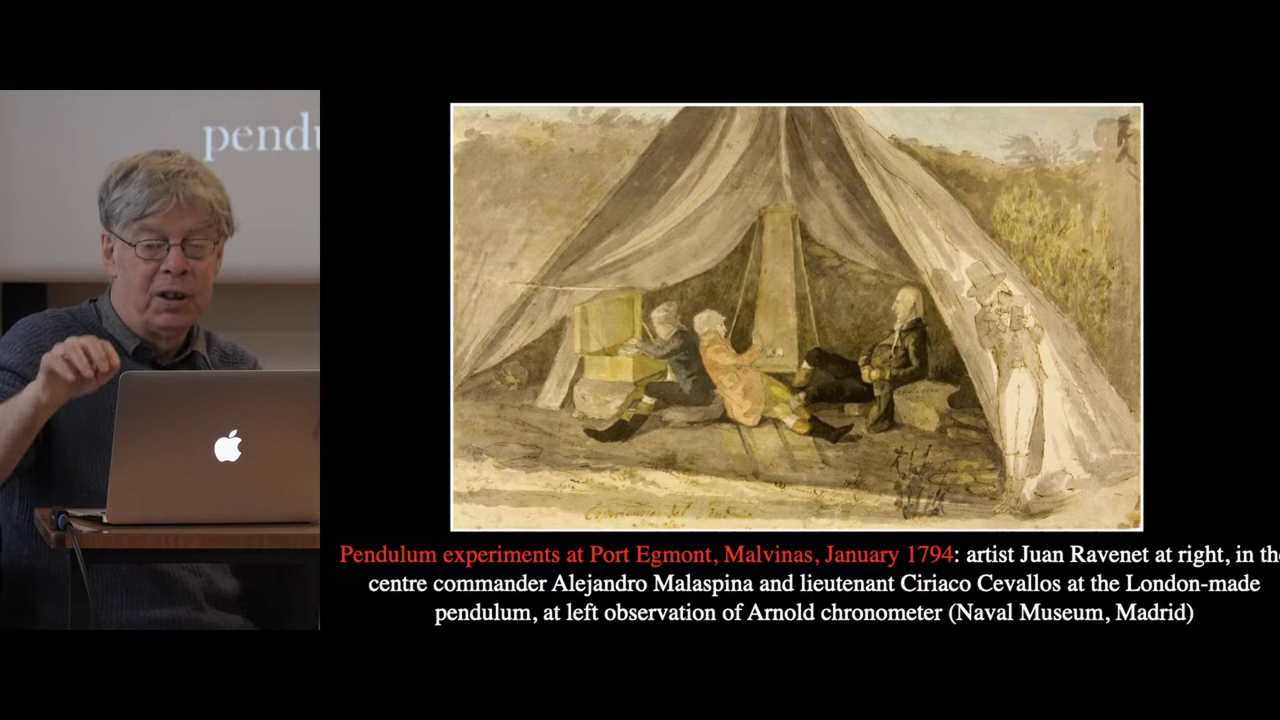 pendu
Experiencia del
Pendulum experiments at Port Egmont, Malvinas, January 1794: artist Juan Ravenet at right, in the
centre commander Alejandro Malaspina and lieutenant Ciriaco Cevallos at the London-made
pendulum, at left observation of Arnold chronometer (Naval Museum, Madrid)